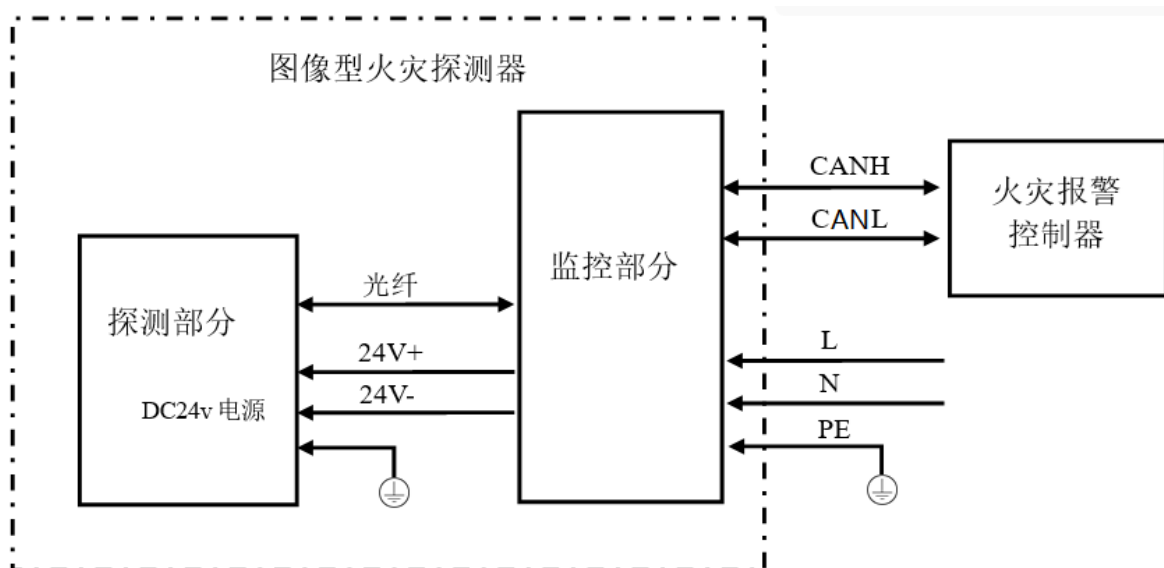 图像型火灾探测器
CANH
火灾报警
控制器
CANL
监控部分
光纤
探测部分
24V+
L
24V-
N
DC24v 电源
PE